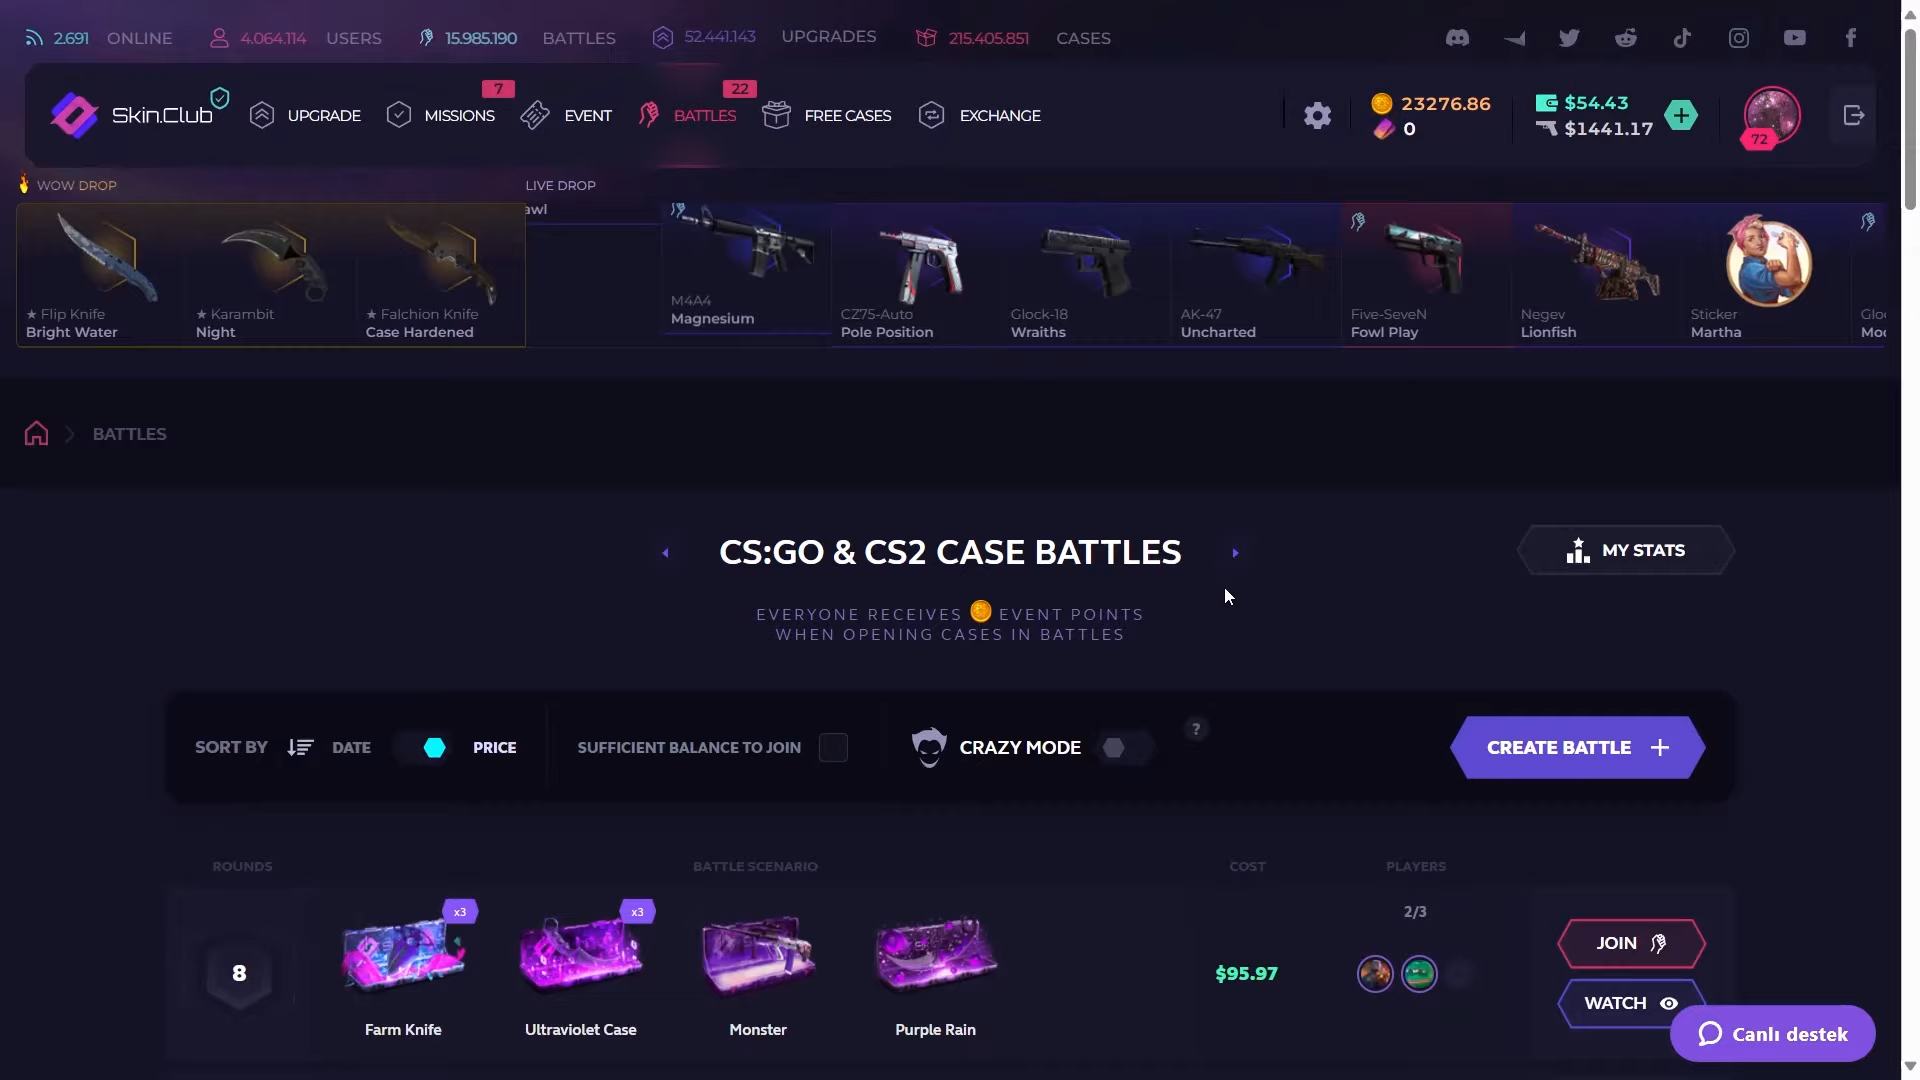 2.691 ONLINE 4.064.114 USERS 15.985.190 BATTLES 52.441.143 UPGRADES 215.405.851 CASES
7 22
Skin.Club UPGRADE MISSIONS EVENT BATTLES FREE CASES EXCHANGE
23276.86 $54.43
0 $1441.17
72
WOW DROP LIVE DROP
awl
★ Flip Knife ★ Karambit ★ Falchion Knife M4A4 CZ75-Auto Glock-18 AK-47 Five-SeveN Negev Sticker Gloc
Bright Water Night Case Hardened Magnesium Pole Position Wraiths Uncharted Fowl Play Lionfish Martha Moo
BATTLES
CS:GO & CS2 CASE BATTLES
MY STATS
EVERYONE RECEIVES EVENT POINTS
WHEN OPENING CASES IN BATTLES
SORT BY DATE PRICE SUFFICIENT BALANCE TO JOIN CRAZY MODE ? CREATE BATTLE +
ROUNDS BATTLE SCENARIO COST PLAYERS
x3 x3 2/3
JOIN
8 $95.97
WATCH
Farm Knife Ultraviolet Case Monster Purple Rain
Canlı destek